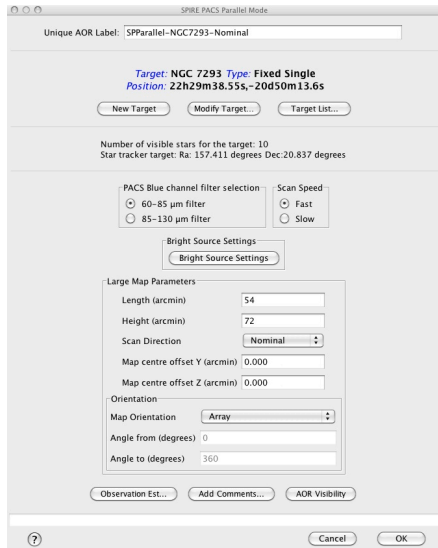 SPIRE PACS Parallel Mode
Unique AOR Label: SPParallel-NGC7293-Nominal
Target: NGC 7293 Type: Fixed Single
Position: 22h29m38.55s,-20d50m13.6s
New Target Modify Target... Target List...
Number of visible stars for the target: 10
Star tracker target: Ra: 157.411 degrees Dec:20.837 degrees
PACS Blue channel filter selection Scan Speed
60-85 μm filter Fast
85-130 μm filter Slow
Bright Source Settings
Bright Source Settings
Large Map Parameters
Length (arcmin) 54
Height (arcmin) 72
Scan Direction Nominal
Map centre offset Y (arcmin) 0.000
Map centre offset Z (arcmin) 0.000
Orientation
Map Orientation Array
Angle from (degrees) 0
Angle to (degrees) 360
Observation Est... Add Comments... AOR Visibility
? Cancel OK